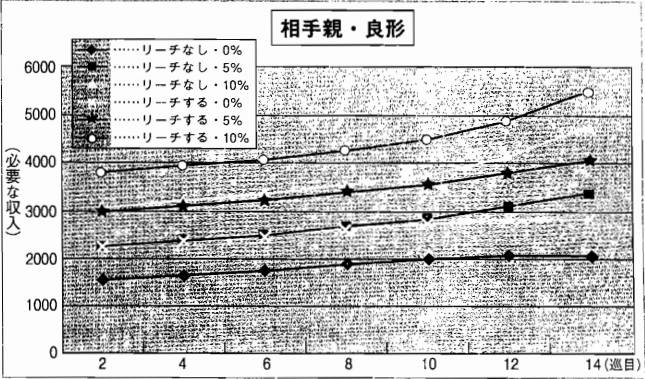 相手親・良形
……リーチなし・0%
……リーチなし・5%
……リーチなし・10%
……リーチする・0%
……リーチする・5%
……リーチする・10%
6000
5000
4000
3000
2000
1000
0
(必要な収入)
2 4 6 8 10 12 14(巡目)